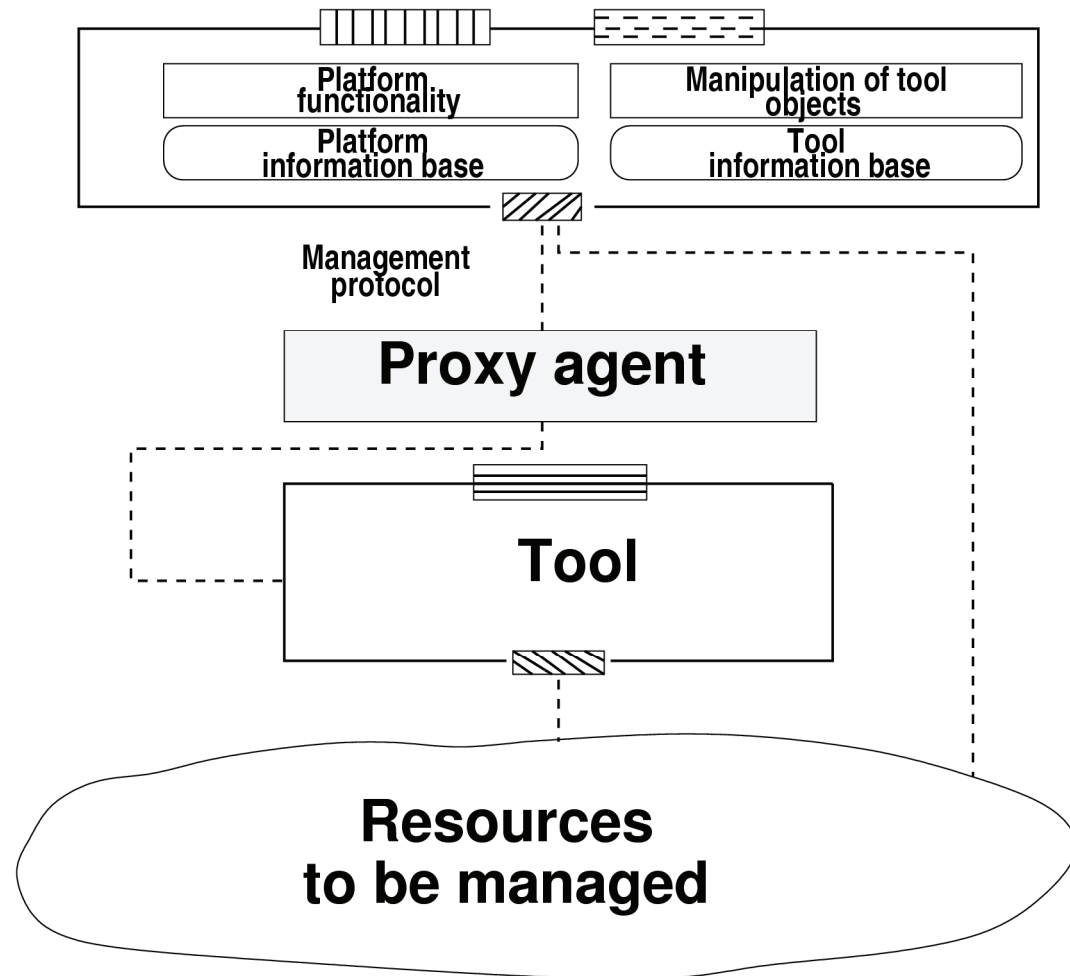 Platform
functionality
Manipulation of tool
objects
Platform
information base
Tool
information base
Management
protocol
Proxy agent
Tool
Resources
to be managed